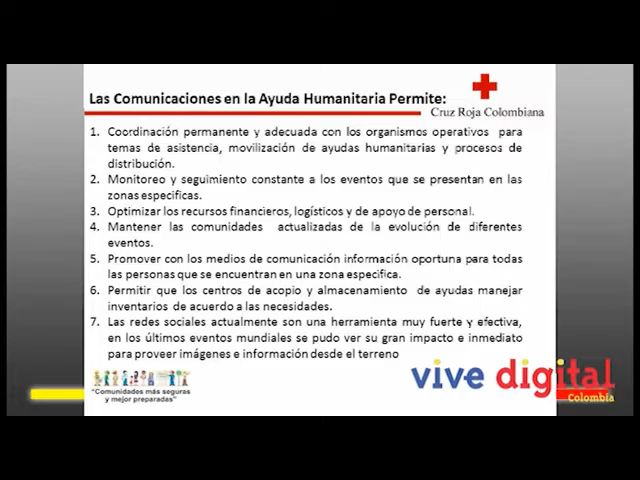 Las Comunicaciones en la Ayuda Humanitaria Permite:
Cruz Roja Colombiana
1. Coordinación permanente y adecuada con los organismos operativos para
temas de asistencia, movilización de ayudas humanitarias y procesos de
distribución.
2. Monitoreo y seguimiento constante a los eventos que se presentan en las
zonas especificas.
3. Optimizar los recursos financieros, logísticos y de apoyo de personal.
4. Mantener las comunidades actualizadas de la evolución de diferentes
eventos.
5. Promover con los medios de comunicación información oportuna para todas
las personas que se encuentran en una zona especifica.
6. Permitir que los centros de acopio y almacenamiento de ayudas manejar
inventarios de acuerdo a las necesidades.
7. Las redes sociales actualmente son una herramienta muy fuerte y efectiva,
en los últimos eventos mundiales se pudo ver su gran impacto e inmediato
para proveer imágenes e información desde el terreno
"Comunidades más seguras
y mejor preparadas"
vive digital
Colombia